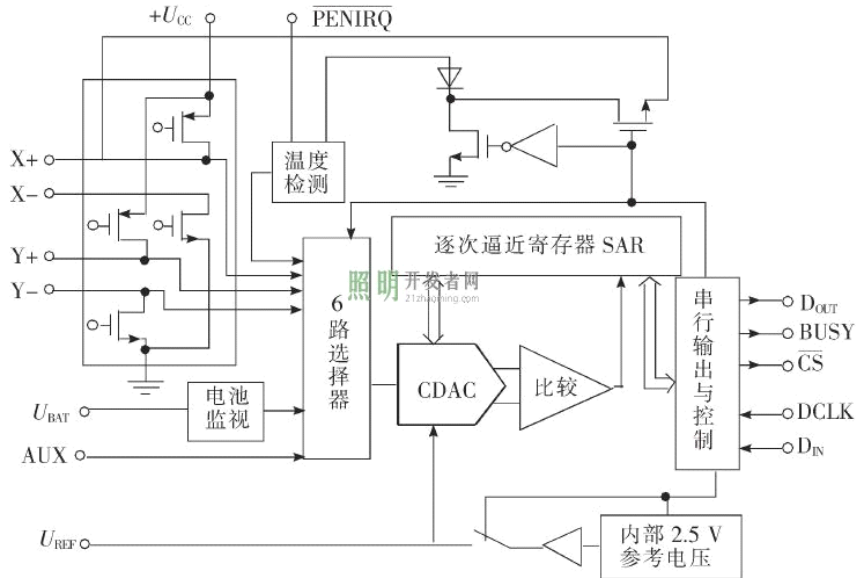 +UCC
PENIRQ
X+
X-
Y+
Y-
温度
检测
逐次逼近寄存器 SAR
照明 开发者网
21zhaoming.com
6
路
选
择
器
CDAC
比较
串
行
输
出
与
控
制
DOUT
BUSY
CS
DCLK
DIN
UBAT
电池
监视
AUX
UREF
内部 2.5 V
参考电压